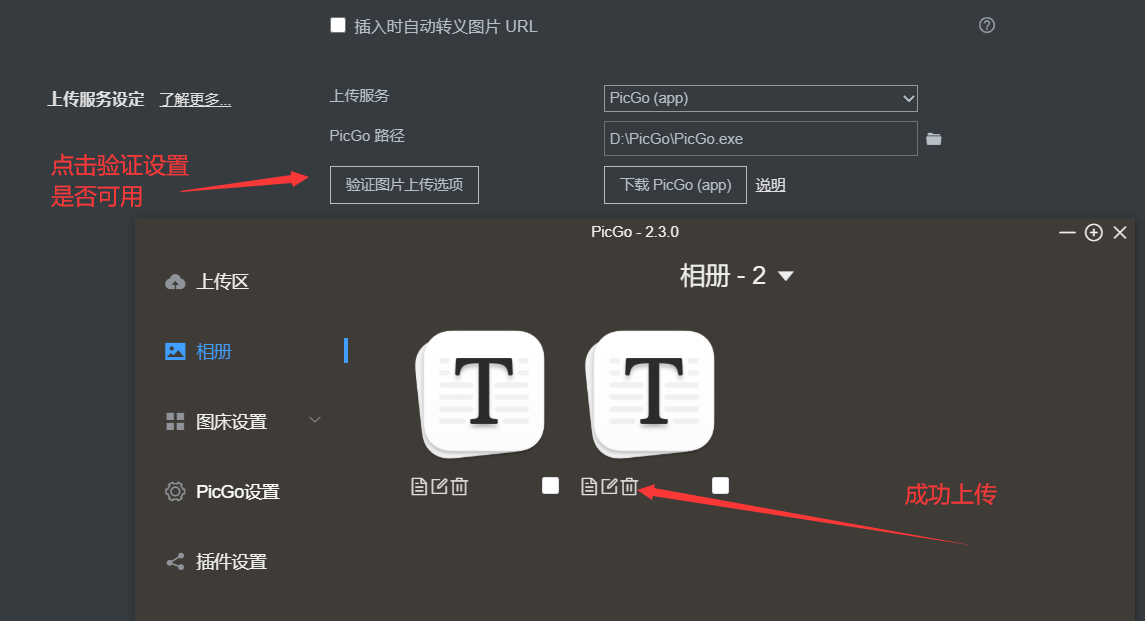 插入时自动转义图片 URL
上传服务设定 了解更多...
上传服务
PicGo (app)
PicGo 路径
D:\PicGo\PicGo.exe
点击验证设置
是否可用
验证图片上传选项
下载 PicGo (app)
说明
PicGo - 2.3.0
上传区
相册 - 2
相册
T
T
图床设置
PicGo设置
成功上传
插件设置